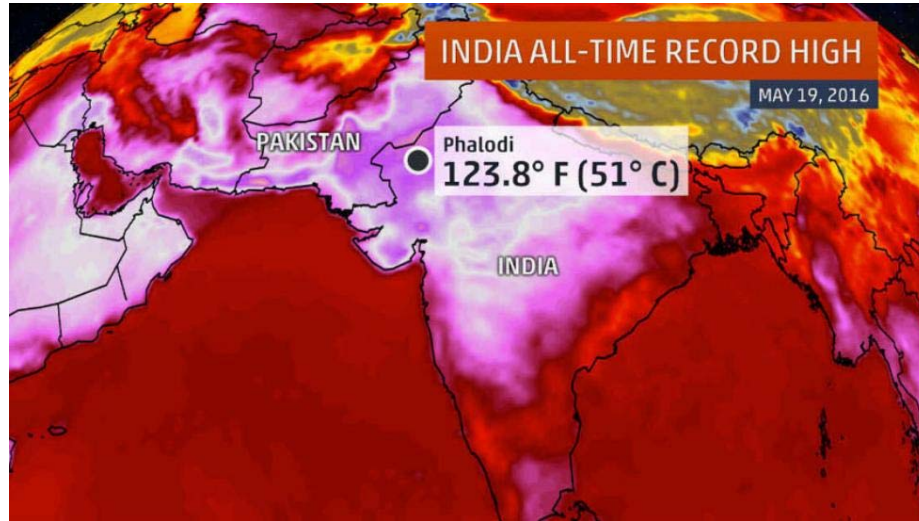 INDIA ALL-TIME RECORD HIGH
MAY 19, 2016
PAKISTAN
Phalodi
123.8° F (51° C)
INDIA